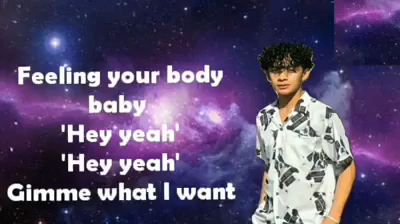 Feeling your body
baby
'Hey yeah'
'Hey yeah'
Gimme what I want